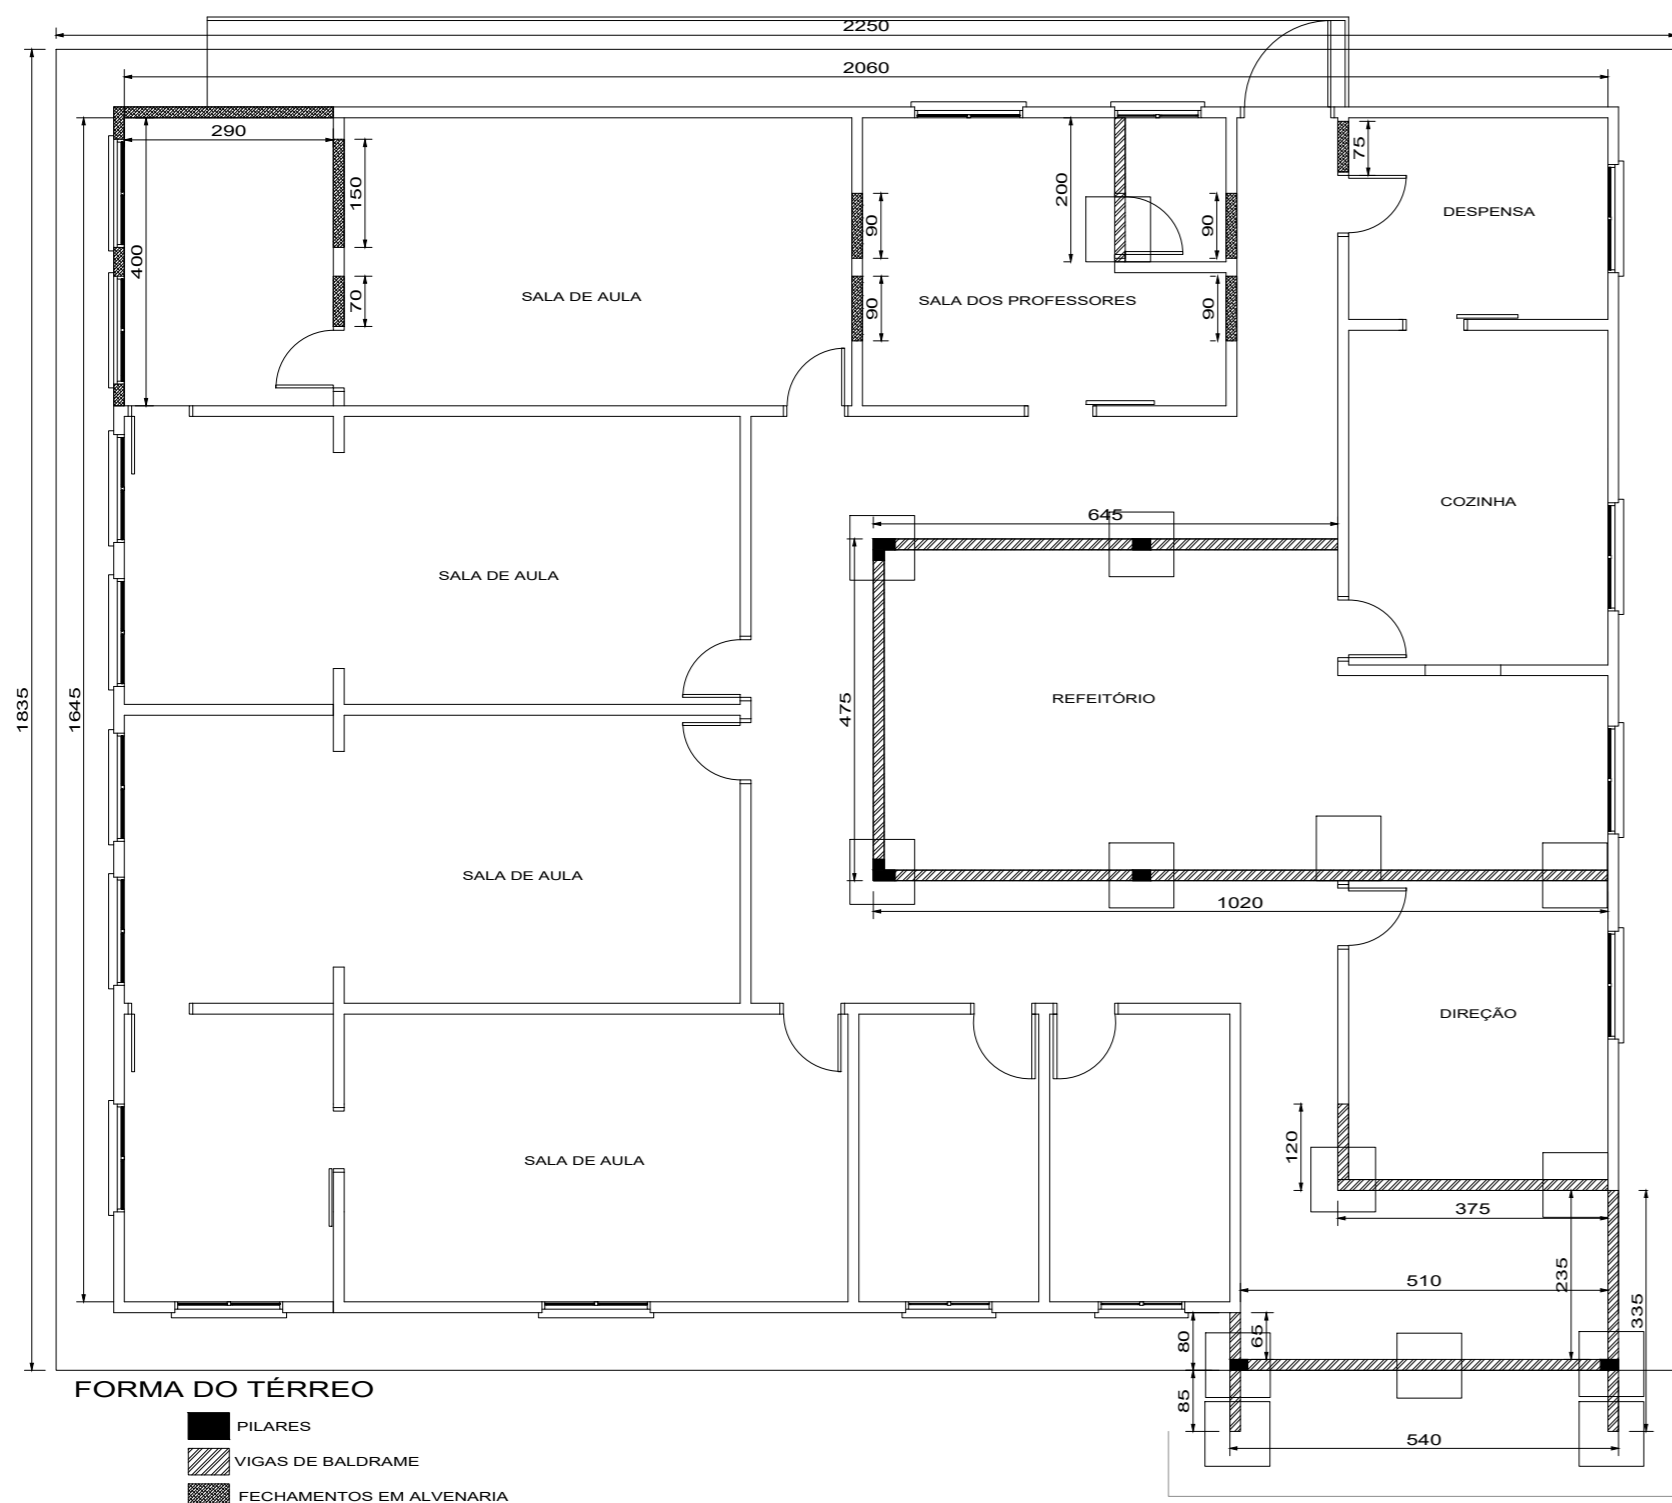 2250
2060
290
150
400
70
SALA DE AULA
90
90
200
SALA DOS PROFESSORES
90
90
75
DESPENSA
COZINHA
645
SALA DE AULA
475
REFEITÓRIO
1835
1645
SALA DE AULA
1020
DIREÇÃO
120
SALA DE AULA
375
510
235
335
80
65
85
540
FORMA DO TÉRREO
PILARES
VIGAS DE BALDRAME
FECHAMENTOS EM ALVENARIA